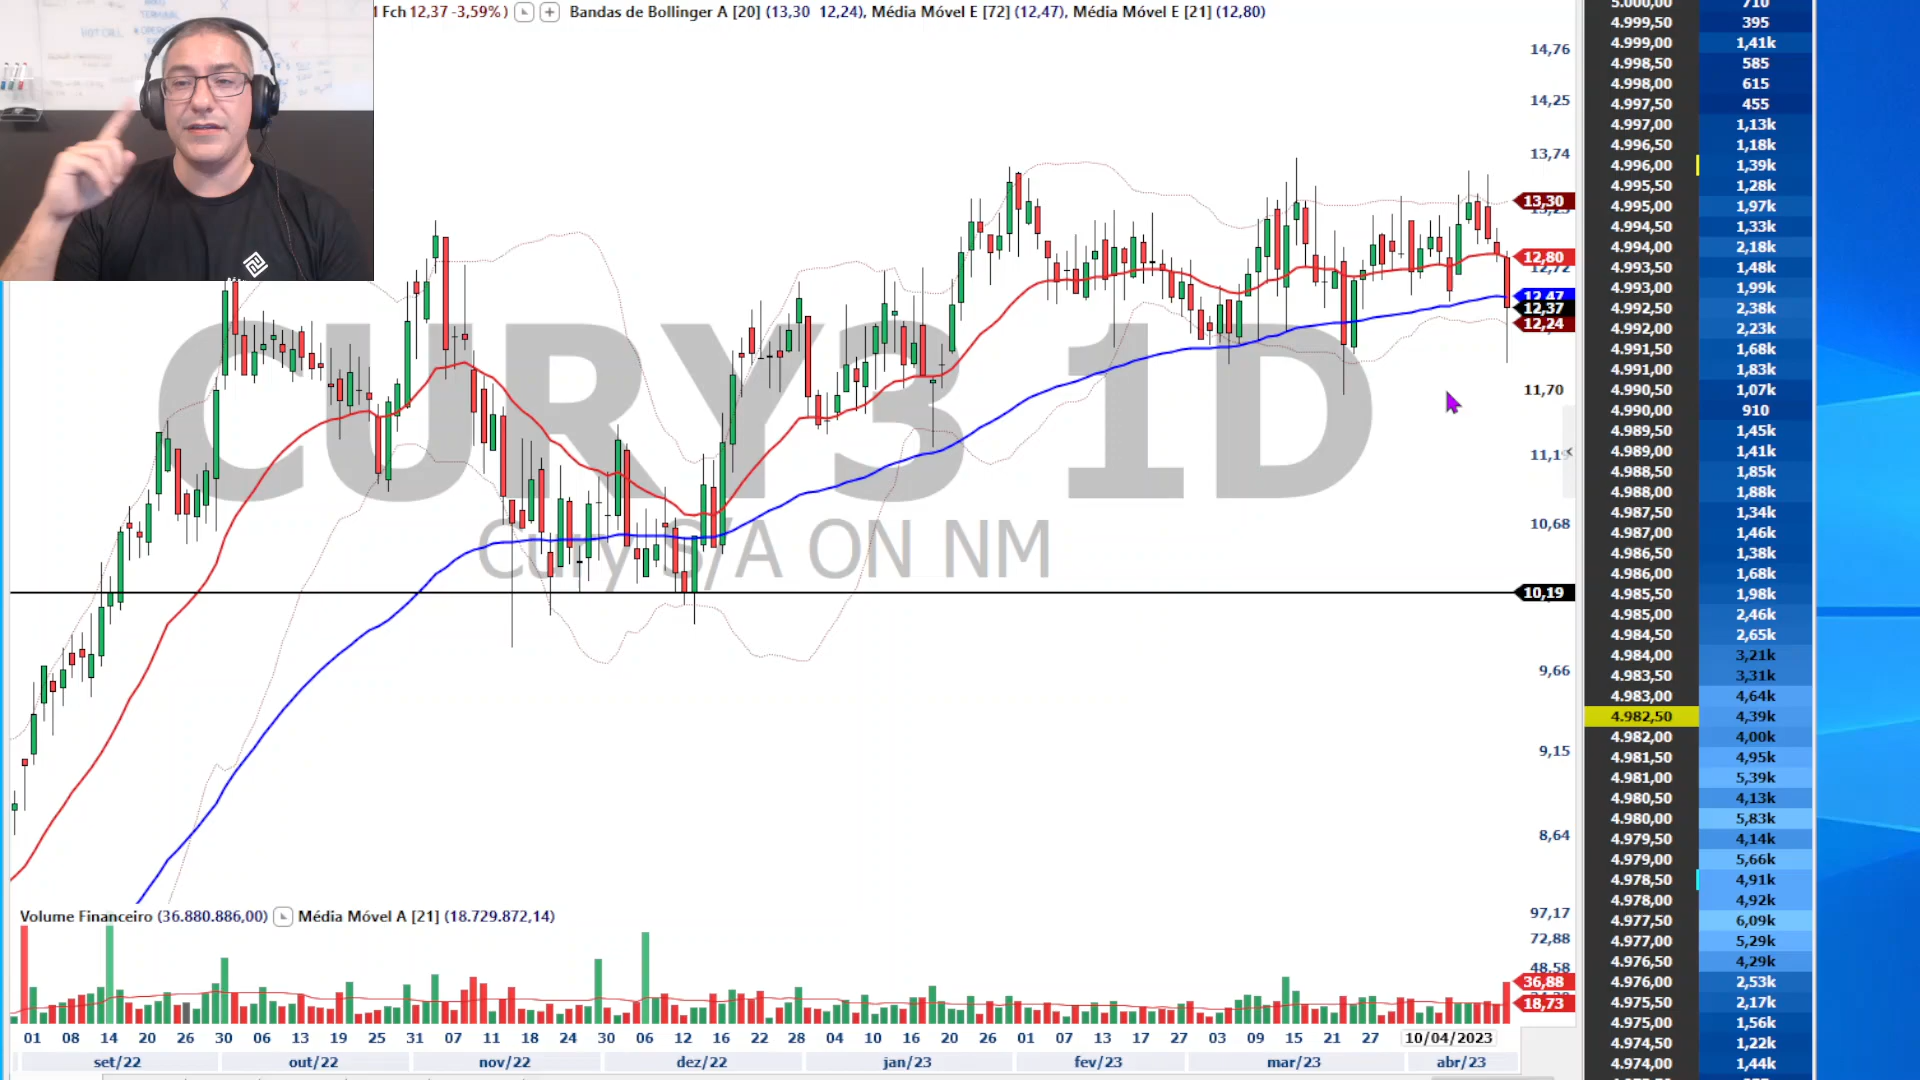 Fch 12,37 -3,59% ) Bandas de Bollinger A [20] (13,30 12,24), Média Móvel E [72] (12,47), Média Móvel E [21] (12,80)
14,76
14,25
13,74
13,30
12,80
12,72
12,47
12,37
12,24
11,70
10,68
10,19
9,66
9,15
8,64
CURY3 1D
Cury S/A ON NM
Volume Financeiro (36.880.886,00) Média Móvel A [21] (18.729.872,14)
97,17
72,88
48,58
36,88
18,73
01 08 14 20 26 30 06 13 19 25 31 07 11 18 24 30 06 12 16 22 28 04 10 16 20 26 01 07 13 17 27 03 09 15 21 27 10/04/2023
set/22 out/22 nov/22 dez/22 jan/23 fev/23 mar/23 abr/23
5.000,00 710
4.999,50 395
4.999,00 1,41k
4.998,50 585
4.998,00 615
4.997,50 455
4.997,00 1,13k
4.996,50 1,18k
4.996,00 1,39k
4.995,50 1,28k
4.995,00 1,97k
4.994,50 1,33k
4.994,00 2,18k
4.993,50 1,48k
4.993,00 1,99k
4.992,50 2,38k
4.992,00 2,23k
4.991,50 1,68k
4.991,00 1,83k
4.990,50 1,07k
4.990,00 910
4.989,50 1,45k
4.989,00 1,41k
4.988,50 1,85k
4.988,00 1,88k
4.987,50 1,34k
4.987,00 1,46k
4.986,50 1,38k
4.986,00 1,68k
4.985,50 1,98k
4.985,00 2,46k
4.984,50 2,65k
4.984,00 3,21k
4.983,50 3,31k
4.983,00 4,64k
4.982,50 4,39k
4.982,00 4,00k
4.981,50 4,95k
4.981,00 5,39k
4.980,50 4,13k
4.980,00 5,83k
4.979,50 4,14k
4.979,00 5,66k
4.978,50 4,91k
4.978,00 4,92k
4.977,50 6,09k
4.977,00 5,29k
4.976,50 4,29k
4.976,00 2,53k
4.975,50 2,17k
4.975,00 1,56k
4.974,50 1,22k
4.974,00 1,44k